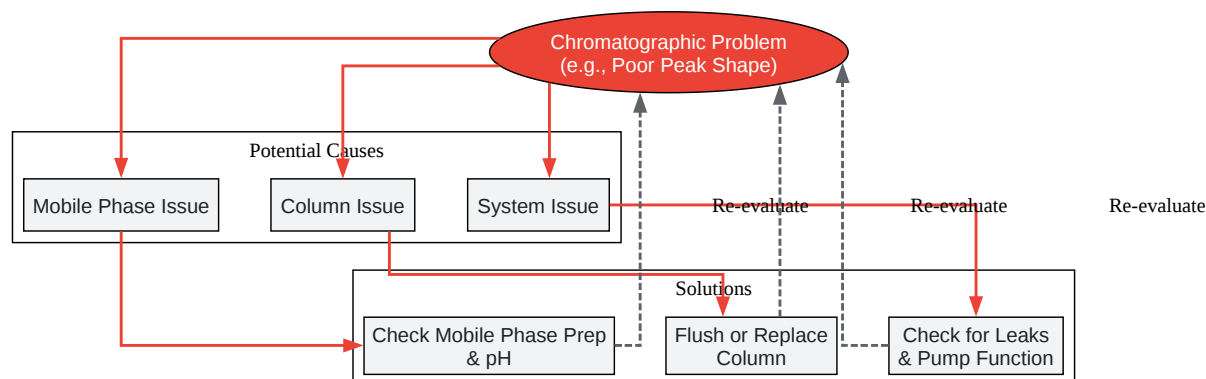 Chromatographic Problem
(e.g., Poor Peak Shape)
Potential Causes
Mobile Phase Issue
Column Issue
System Issue
Re-evaluate
Re-evaluate
Re-evaluate
Solutions
Check Mobile Phase Prep
& pH
Flush or Replace
Column
Check for Leaks
& Pump Function